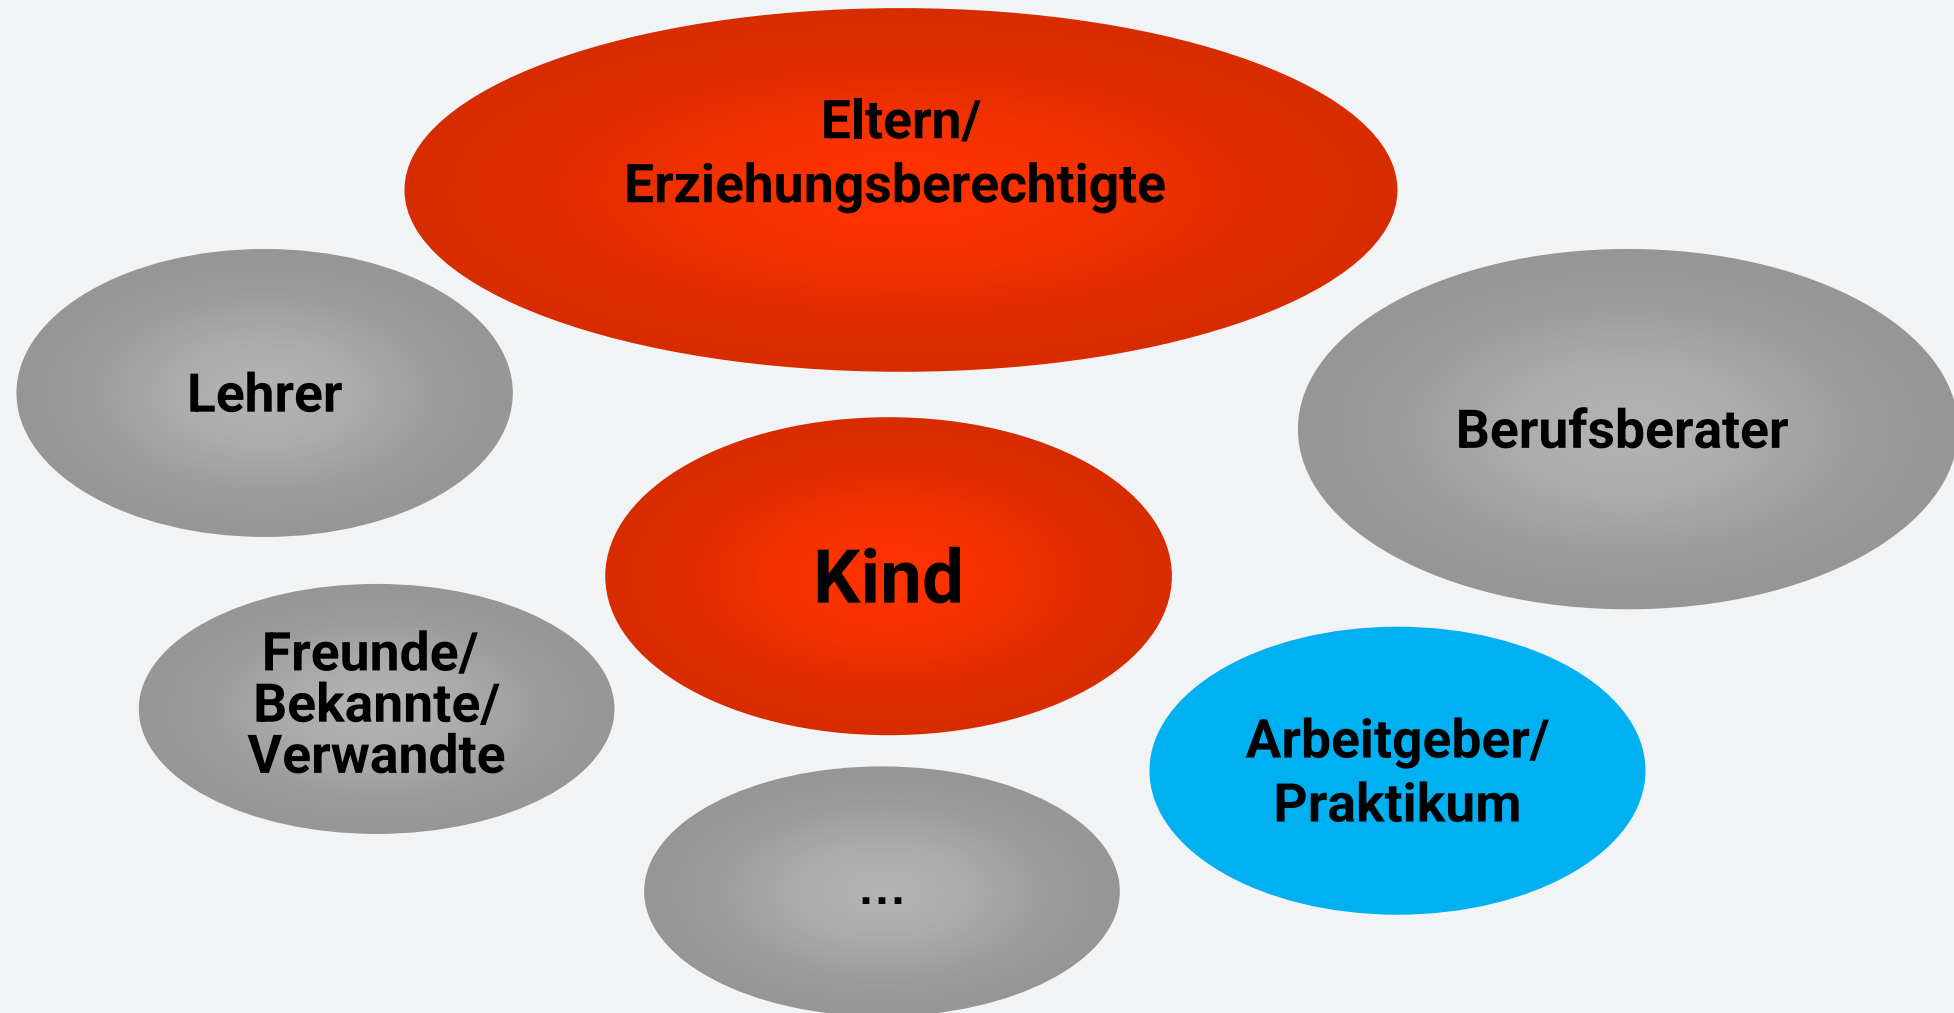 Eltern/
Erziehungsberechtigte
Lehrer
Berufsberater
Kind
Freunde/
Bekannte/
Verwandte
Arbeitgeber/
Praktikum
...